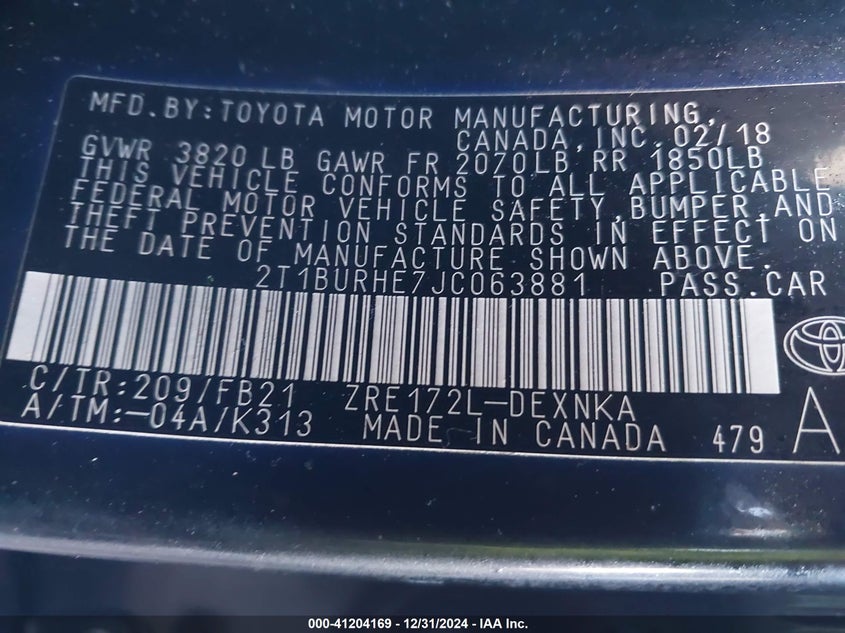 MFD.BY:TOYOTA MOTOR MANUFACTURING,
CANADA,INC. 02/18
GVWR 3820 LB GAWR FR 2070LB RR 1850LB
THIS VEHICLE CONFORMS TO ALL APPLICABLE
FEDERAL MOTOR VEHICLE SAFETY,BUMPER,AND
THEFT PREVENTION STANDARDS IN EFFECT ON
THE DATE OF MANUFACTURE SHOWN ABOVE.
2T1BURHE7JC063881 PASS.CAR
C/TR:209/FB21 ZRE172L-DEXNKA
A/TM:-04A/K313 MADE IN CANADA 479 A
000-41204169 - 12/31/2024 - IAA Inc.